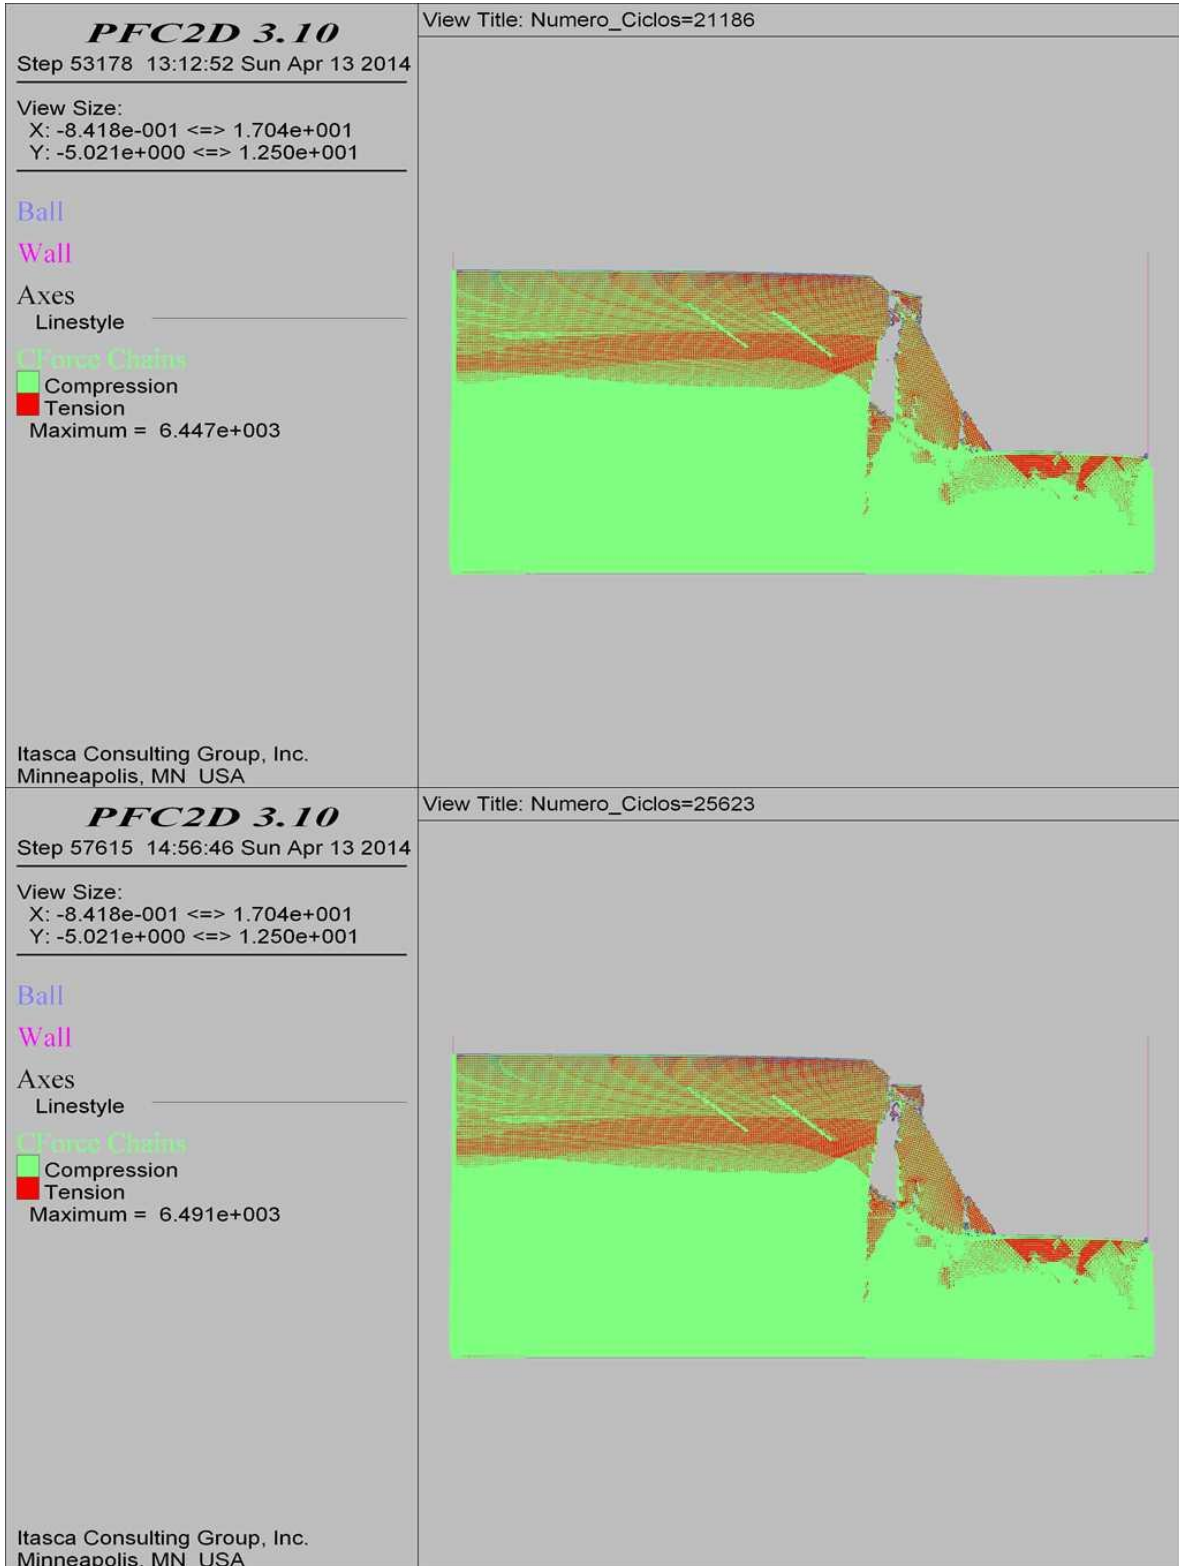 PFC2D 3.10
Step 53178 13:12:52 Sun Apr 13 2014
View Size:
X: -8.418e-001 <=> 1.704e+001
Y: -5.021e+000 <=> 1.250e+001
Ball
Wall
Axes
Linestyle
CForce Chains
Compression
Tension
Maximum = 6.447e+003
Itasca Consulting Group, Inc.
Minneapolis, MN USA
View Title: Numero_Ciclos=21186
PFC2D 3.10
Step 57615 14:56:46 Sun Apr 13 2014
View Size:
X: -8.418e-001 <=> 1.704e+001
Y: -5.021e+000 <=> 1.250e+001
Ball
Wall
Axes
Linestyle
CForce Chains
Compression
Tension
Maximum = 6.491e+003
Itasca Consulting Group, Inc.
Minneapolis, MN USA
View Title: Numero_Ciclos=25623